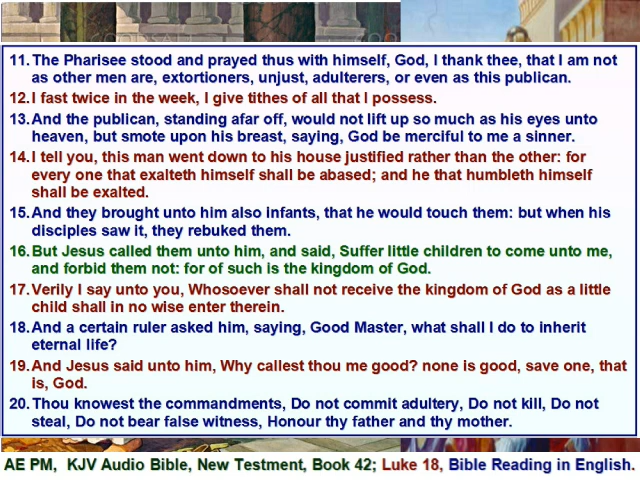 11. The Pharisee stood and prayed thus with himself, God, I thank thee, that I am not
as other men are, extortioners, unjust, adulterers, or even as this publican.
12. I fast twice in the week, I give tithes of all that I possess.
13. And the publican, standing afar off, would not lift up so much as his eyes unto
heaven, but smote upon his breast, saying, God be merciful to me a sinner.
14. I tell you, this man went down to his house justified rather than the other: for
every one that exalteth himself shall be abased; and he that humbleth himself
shall be exalted.
15. And they brought unto him also infants, that he would touch them: but when his
disciples saw it, they rebuked them.
16. But Jesus called them unto him, and said, Suffer little children to come unto me,
and forbid them not: for of such is the kingdom of God.
17. Verily I say unto you, Whosoever shall not receive the kingdom of God as a little
child shall in no wise enter therein.
18. And a certain ruler asked him, saying, Good Master, what shall I do to inherit
eternal life?
19. And Jesus said unto him, Why callest thou me good? none is good, save one, that
is, God.
20. Thou knowest the commandments, Do not commit adultery, Do not kill, Do not
steal, Do not bear false witness, Honour thy father and thy mother.
AE PM, KJV Audio Bible, New Testment, Book 42; Luke 18, Bible Reading in English.